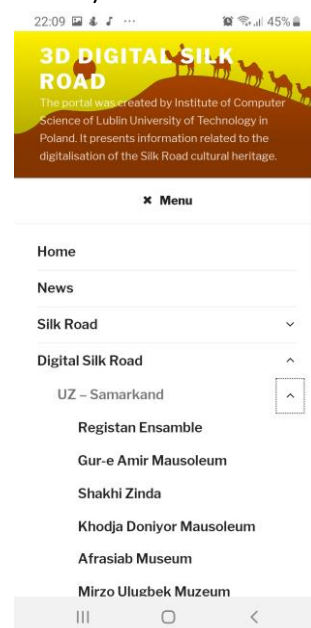 22:09 ... 45%
3D DIGITAL SILK
ROAD
The portal was created by Institute of Computer
Science of Lublin University of Technology in
Poland. It presents information related to the
digitalisation of the Silk Road cultural heritage.
× Menu
Home
News
Silk Road
Digital Silk Road
UZ – Samarkand
Registan Ensamble
Gur-e Amir Mausoleum
Shakhi Zinda
Khodja Doniyor Mausoleum
Afrasiab Museum
Mirzo Ulugbek Muzeum